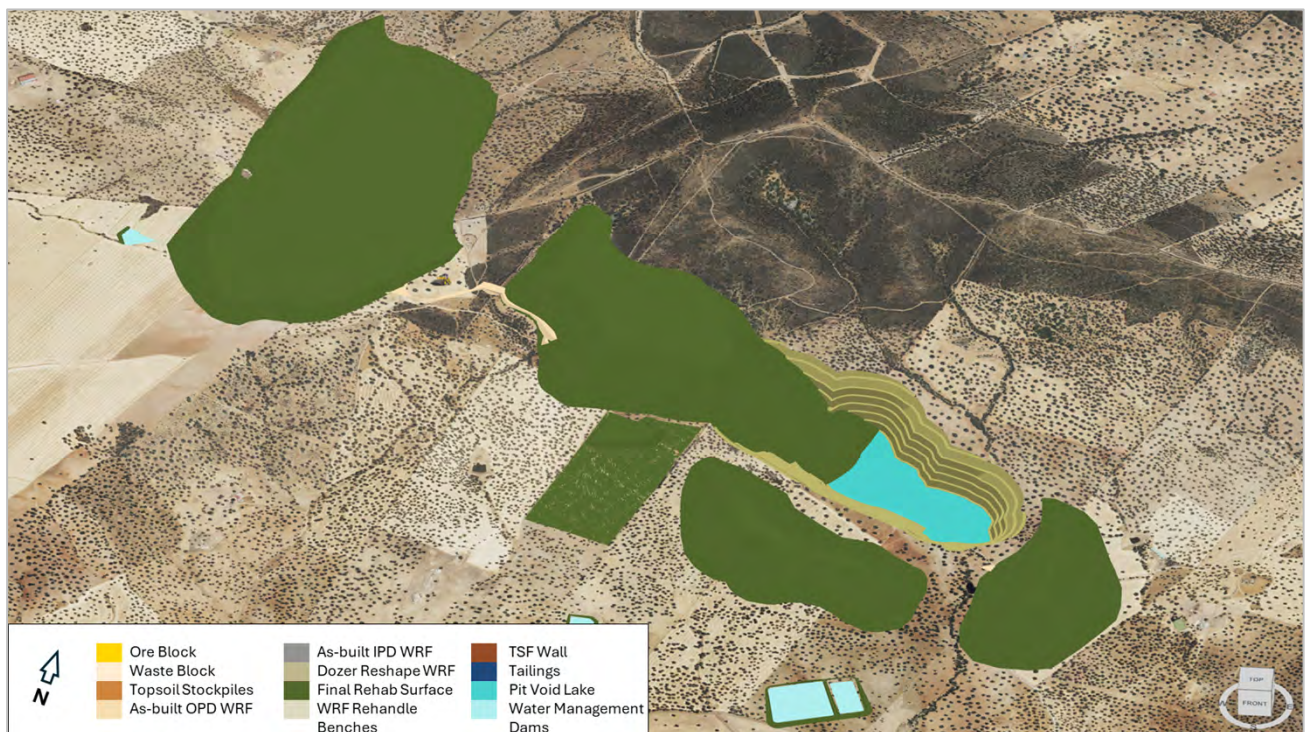 N
Ore Block
Waste Block
Topsoil Stockpiles
As-built OPD WRF
As-built IPD WRF
Dozer Reshape WRF
Final Rehab Surface
WRF Rehandle
Benches
TSF Wall
Tailings
Pit Void Lake
Water Management
Dams
TOP
FRONT